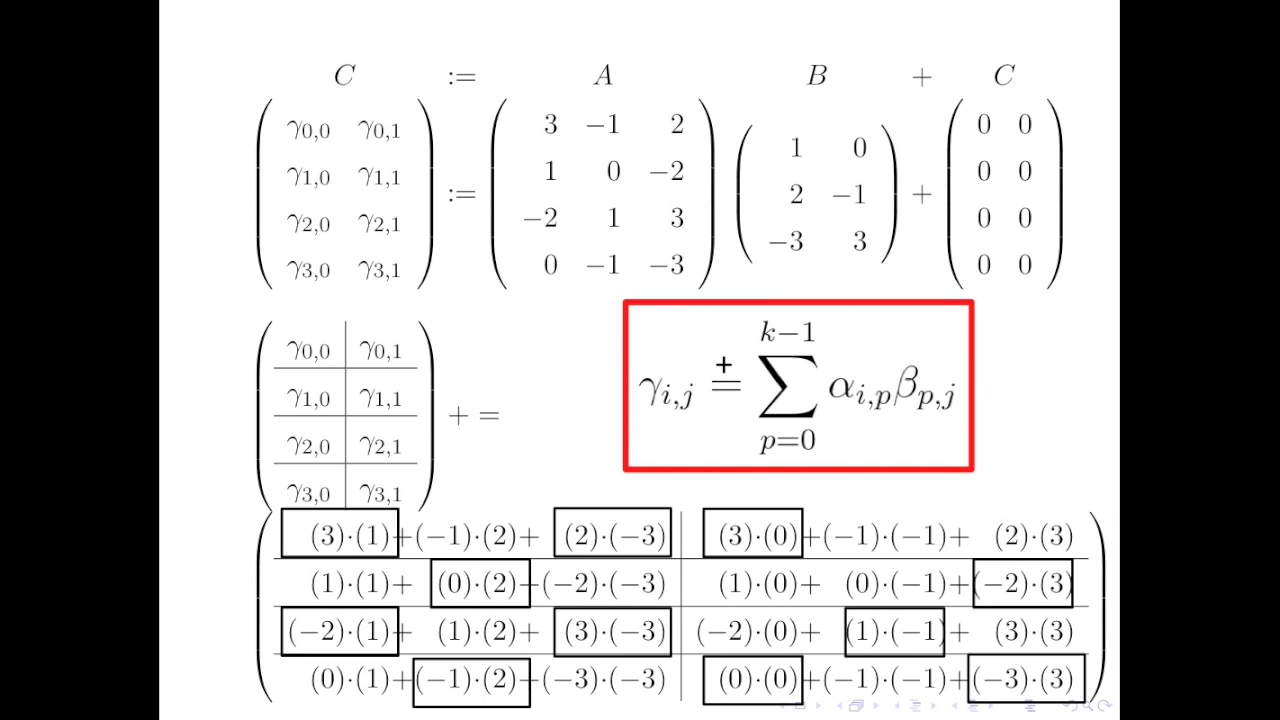 C := A B + C
γ0,0 γ0,1 3 −1 2 1 0 0 0
γ1,0 γ1,1 := 1 0 −2 2 −1 + 0 0
γ2,0 γ2,1 −2 1 3 −3 3 0 0
γ3,0 γ3,1 0 −1 −3 0 0
γ0,0 γ0,1
γ1,0 γ1,1
γ2,0 γ2,1
γ3,0 γ3,1
+ =
k−1
γi,j += ∑ αi,pβp,j
p=0
(3)·(1)+(−1)·(2)+ (2)·(−3) (3)·(0)+(−1)·(−1)+ (2)·(3)
(1)·(1)+ (0)·(2)+(−2)·(−3) (1)·(0)+ (0)·(−1)+(−2)·(3)
(−2)·(1)+ (1)·(2)+ (3)·(−3) (−2)·(0)+ (1)·(−1)+ (3)·(3)
(0)·(1)+(−1)·(2)+(−3)·(−3) (0)·(0)+(−1)·(−1)+(−3)·(3)